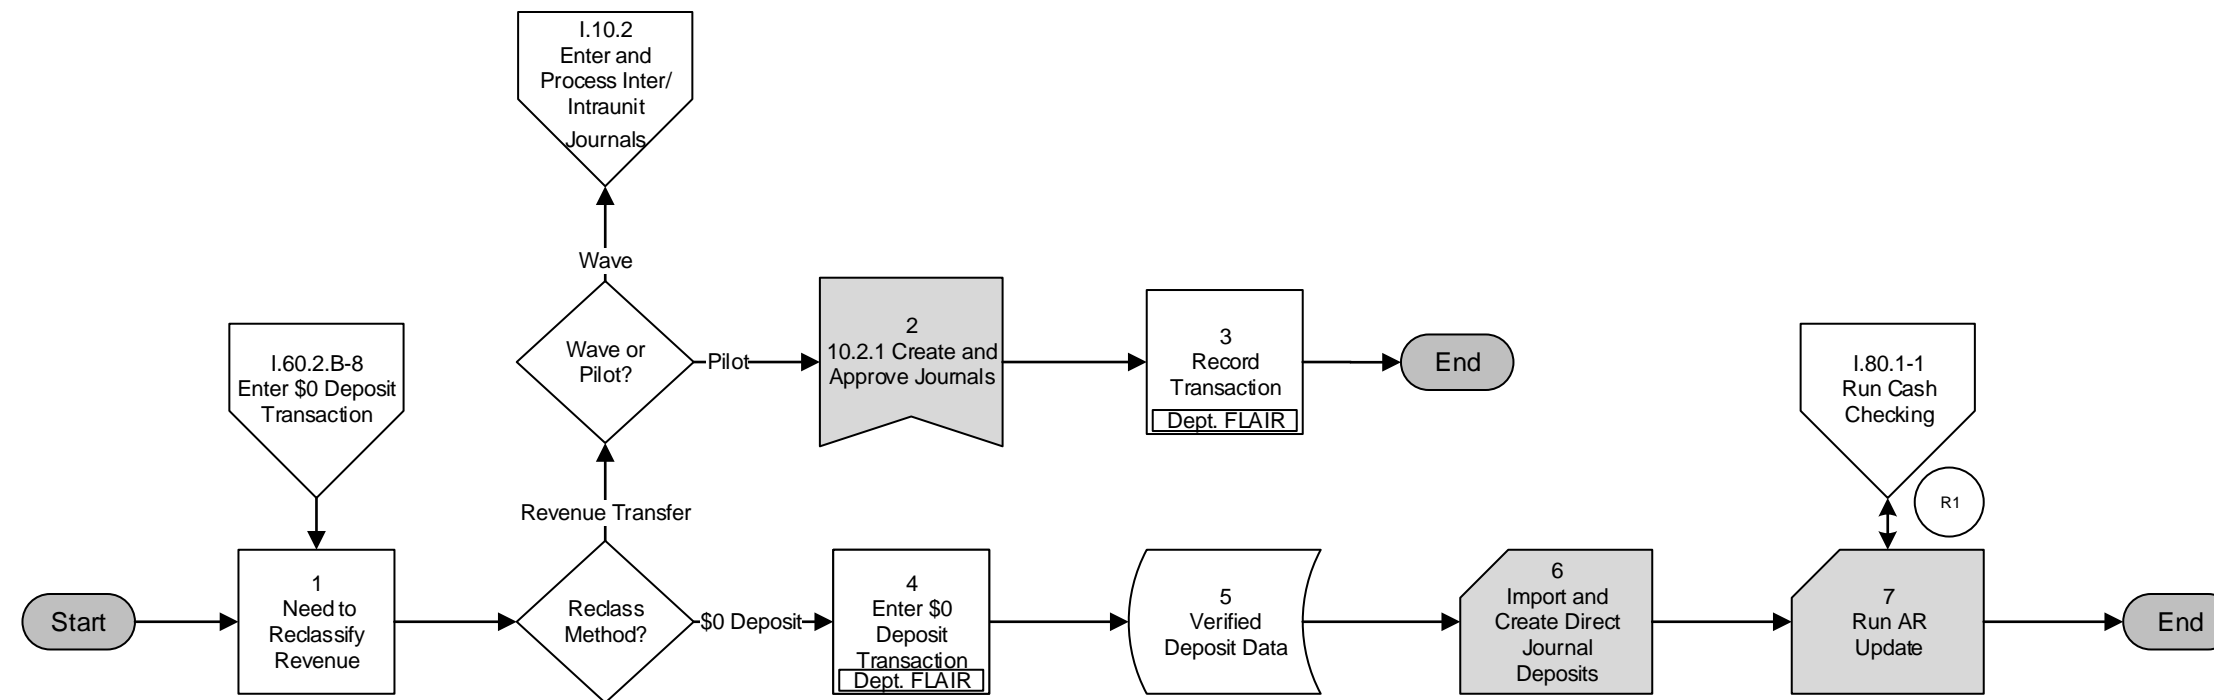 I.10.2
Enter and
Process Inter/
Intraunit
Journals
Wave
Wave or
Pilot?
Pilot
2
10.2.1 Create and
Approve Journals
3
Record
Transaction
Dept. FLAIR
End
I.60.2.B-8
Enter $0 Deposit
Transaction
I.80.1-1
Run Cash
Checking
R1
Revenue Transfer
Start
1
Need to
Reclassify
Revenue
Reclass
Method?
$0 Deposit
4
Enter $0
Deposit
Transaction
Dept. FLAIR
5
Verified
Deposit Data
6
Import and
Create Direct
Journal
Deposits
7
Run AR
Update
End